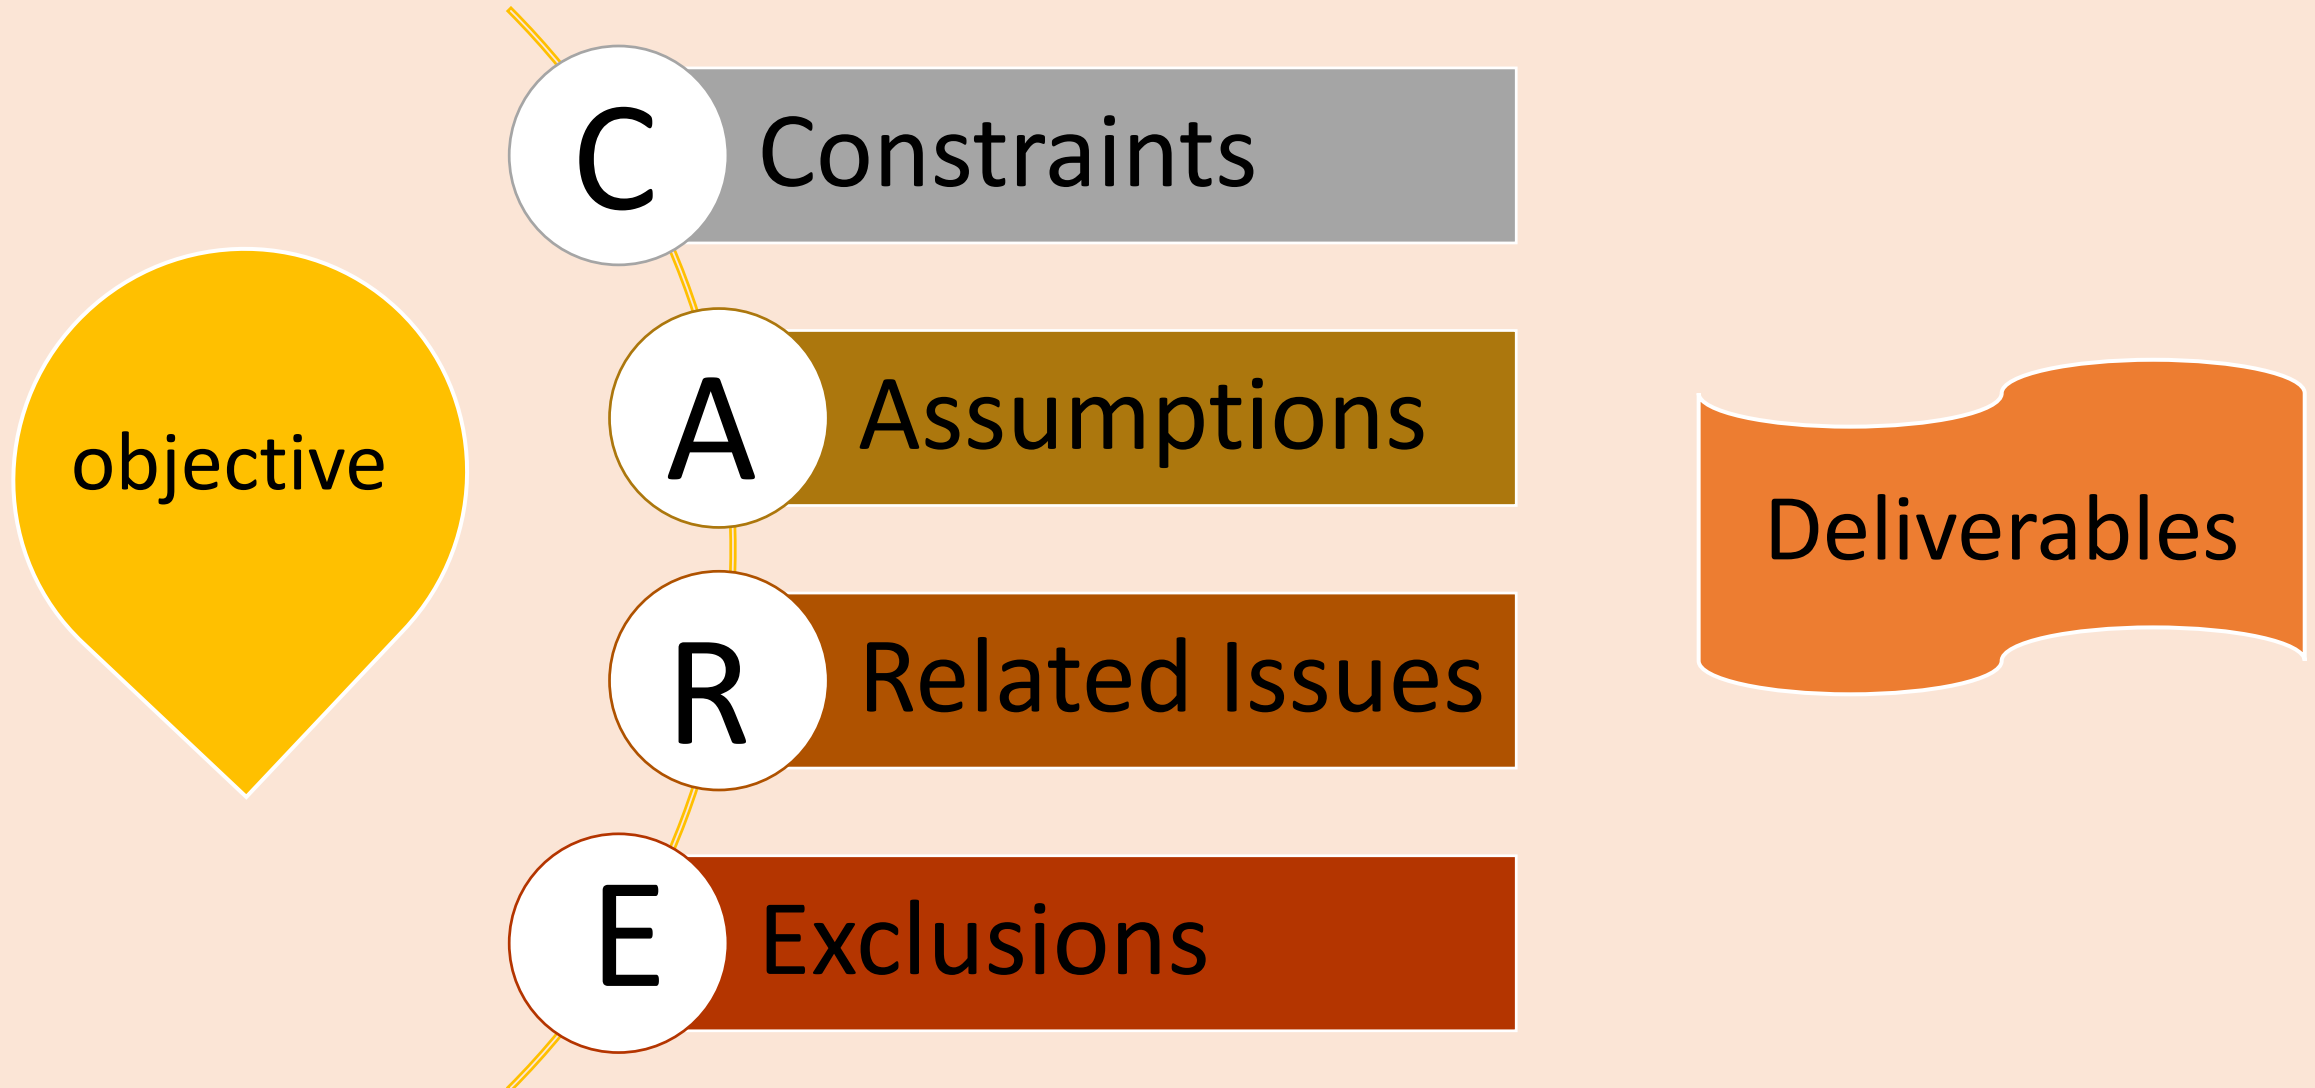 objective
C
Constraints
A
Assumptions
R
Related Issues
E
Exclusions
Deliverables